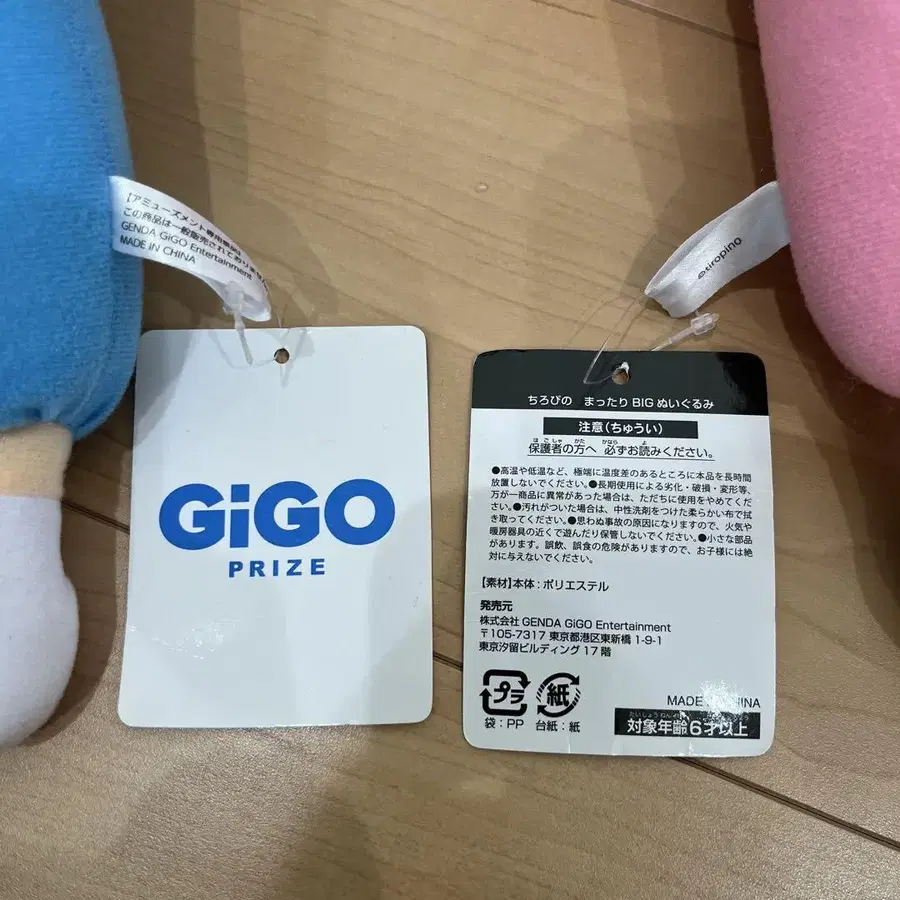 【アミューズメント専用景品】
この商品は一般販売されておりません
GENDA GiGO Entertainment
MADE IN CHINA
©tiropino
GiGO
PRIZE
ちろぴの まったり BIG ぬいぐるみ
注意(ちゅうい)
保護者の方へ 必ずお読みください。
●高温や低温など、極端に温度差のあるところに本品を長時間
放置しないでください。●長期使用による劣化・破損・変形等、
万が一商品に異常があった場合は、ただちに使用をやめてくだ
さい。●汚れがついた場合は、中性洗剤をつけた柔らかい布で拭
き取ってください。●思わぬ事故の原因になりますので、火気や
暖房器具の近くで遊んだり保管しないでください。●小さな部品
があります。誤飲、誤食の危険がありますので、お子様には絶
対に与えないでください。
【素材】本体:ポリエステル
発売元
株式会社 GENDA GiGO Entertainment
〒105-7317 東京都港区東新橋 1-9-1
東京汐留ビルディング 17 階
プラ 紙
袋:PP 台紙:紙
MADE IN CHINA
対象年齢6才以上